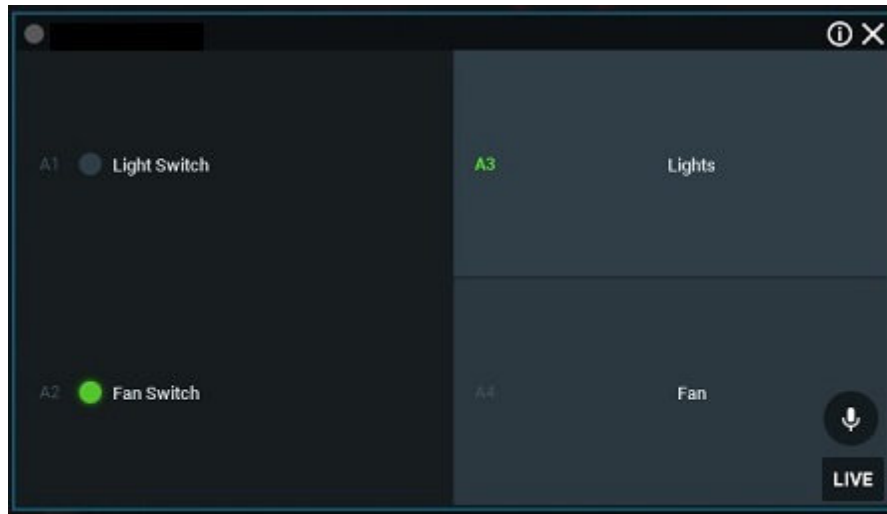 A1 Light Switch
A3 Lights
A2 Fan Switch
A4 Fan
LIVE